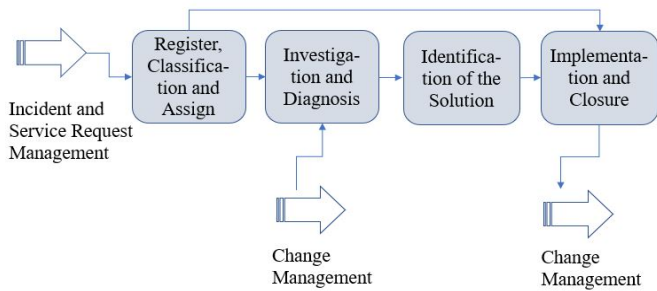 Register,
Classifica-
tion and
Assign
Investiga-
tion and
Diagnosis
Identifica-
tion of the
Solution
Implementa-
tion and
Closure
Incident and
Service Request
Management
Change
Management
Change
Management